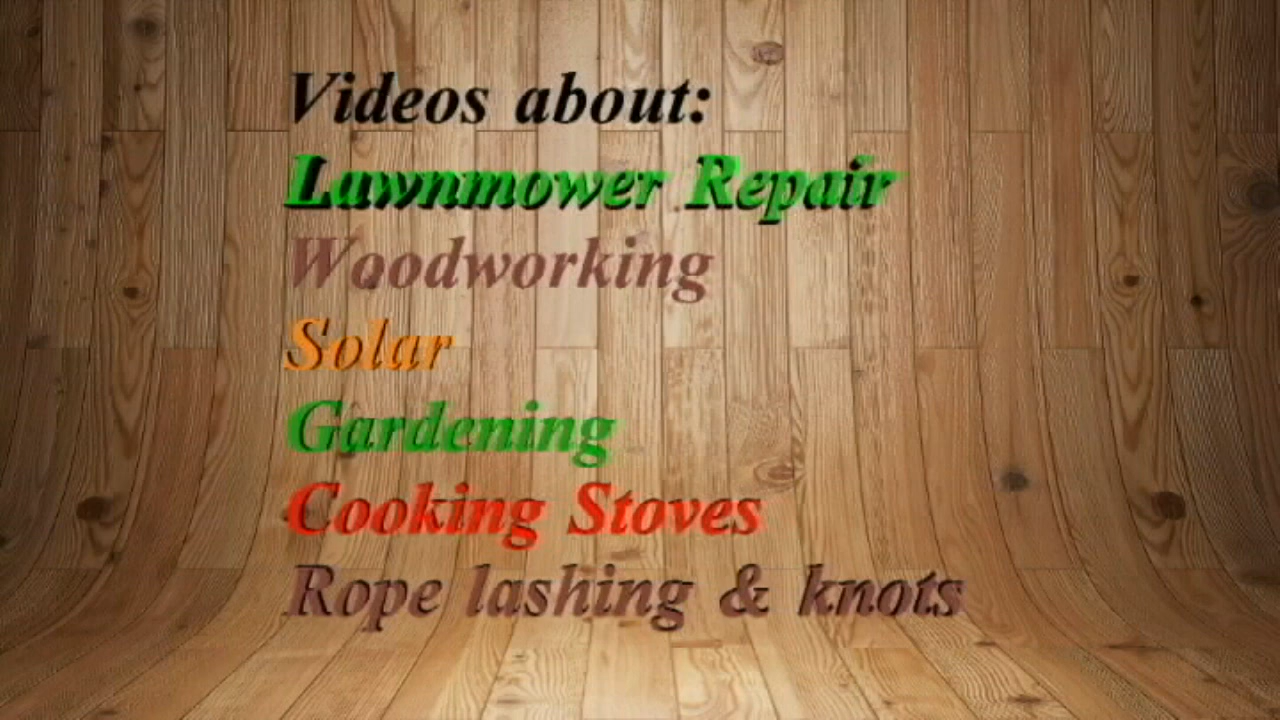 Videos about:
Lawnmower Repair
Woodworking
Solar
Gardening
Cooking Stoves
Rope lashing & knots